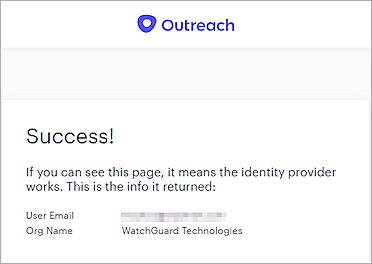 Outreach
Success!
If you can see this page, it means the identity provider
works. This is the info it returned:
User Email
Org Name WatchGuard Technologies